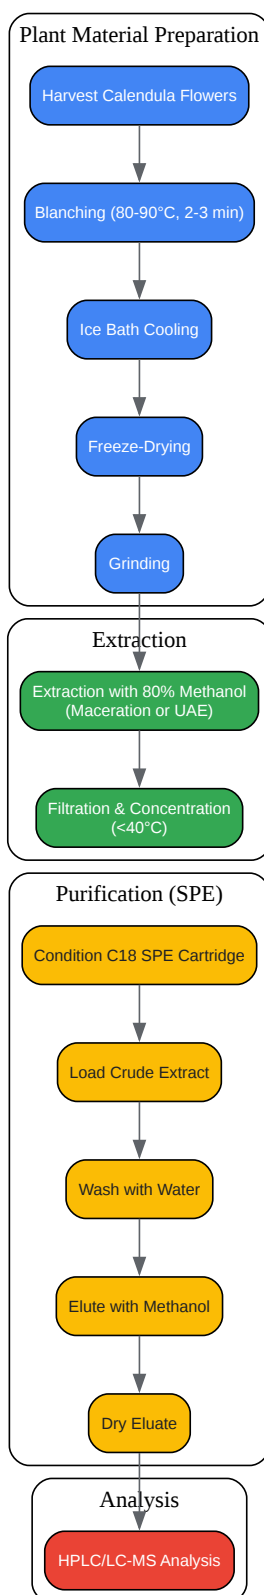 Plant Material Preparation
Harvest Calendula Flowers
Blanching (80-90°C, 2-3 min)
Ice Bath Cooling
Freeze-Drying
Grinding
Extraction
Extraction with 80% Methanol
(Maceration or UAE)
Filtration & Concentration
(<40°C)
Purification (SPE)
Condition C18 SPE Cartridge
Load Crude Extract
Wash with Water
Elute with Methanol
Dry Eluate
Analysis
HPLC/LC-MS Analysis